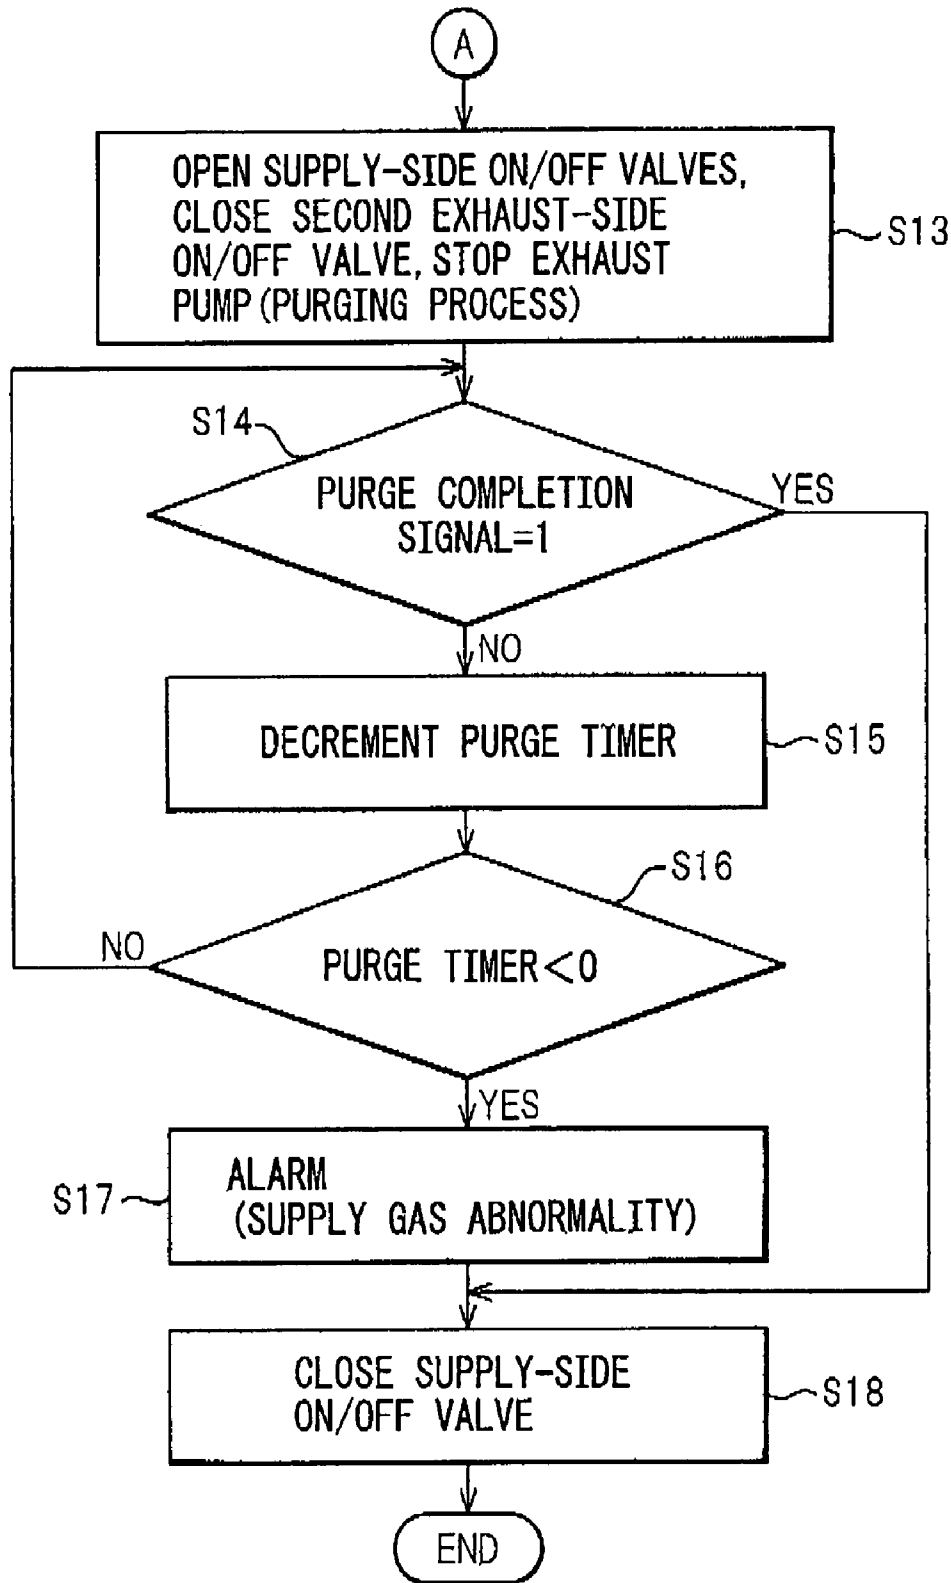 A
OPEN SUPPLY-SIDE ON/OFF VALVES,
CLOSE SECOND EXHAUST-SIDE
ON/OFF VALVE, STOP EXHAUST
PUMP (PURGING PROCESS)
S13
S14
PURGE COMPLETION
SIGNAL=1
YES
NO
DECREMENT PURGE TIMER
S15
S16
PURGE TIMER<0
NO
YES
S17
ALARM
(SUPPLY GAS ABNORMALITY)
CLOSE SUPPLY-SIDE
ON/OFF VALVE
S18
END